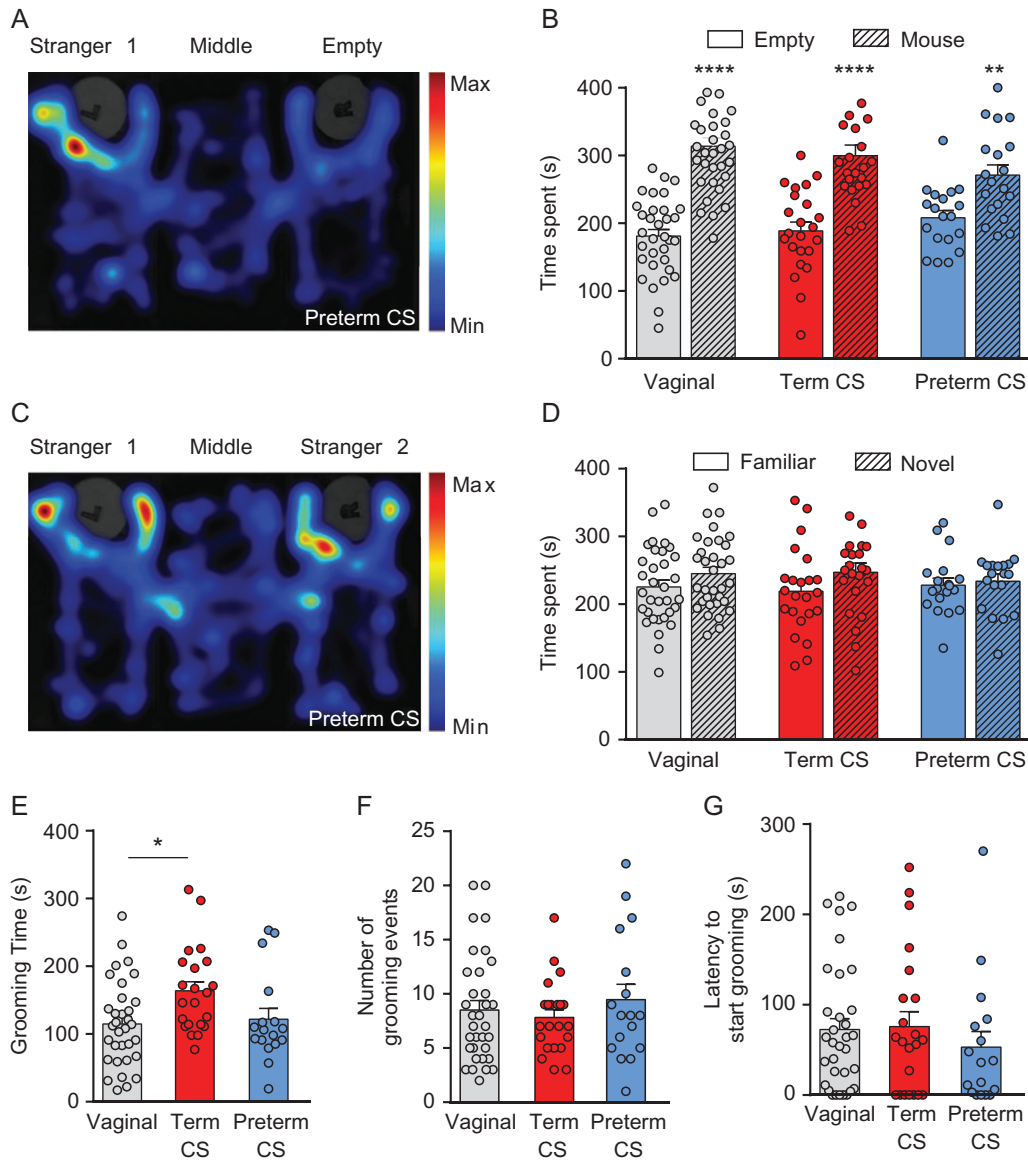 A
Stranger 1 Middle Empty
L
R
Max
Min
Preterm CS
B
Empty Mouse
**** **** **
Time spent (s)
400
300
200
100
0
Vaginal Term CS Preterm CS
C
Stranger 1 Middle Stranger 2
L
R
Max
Min
Preterm CS
D
Familiar Novel
Time spent (s)
400
300
200
100
0
Vaginal Term CS Preterm CS
E
*
Grooming Time (s)
400
300
200
100
0
Vaginal Term Preterm
CS CS
F
Number of
grooming events
25
20
15
10
5
0
Vaginal Term Preterm
CS CS
G
Latency to
start grooming (s)
300
200
100
0
Vaginal Term Preterm
CS CS